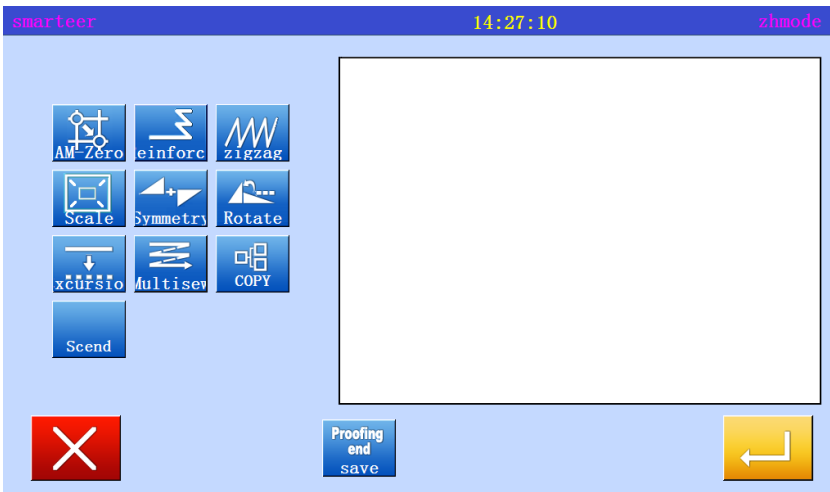 smarteer 14:27:10 zhmode
AM-Zero einforc zigzag
Scale Symmetry Rotate
xcursio Multisew COPY
Scend
Proofing
end
save